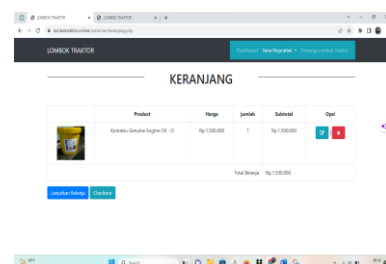 LOMBOK TRAKTOR
LOMBOK TRAKTOR
LOMBOK TRAKTOR
Dashboard
Tentang Lombok Traktor
KERANJANG
Product Harga Jumlah Subtotal Opsi
Komatsu Genuine Engine Oil - O Rp.1,500,000 1 Rp.1,500,000
Total Belanja Rp.1,500,000
Lanjutkan Belanja Checkout
Search